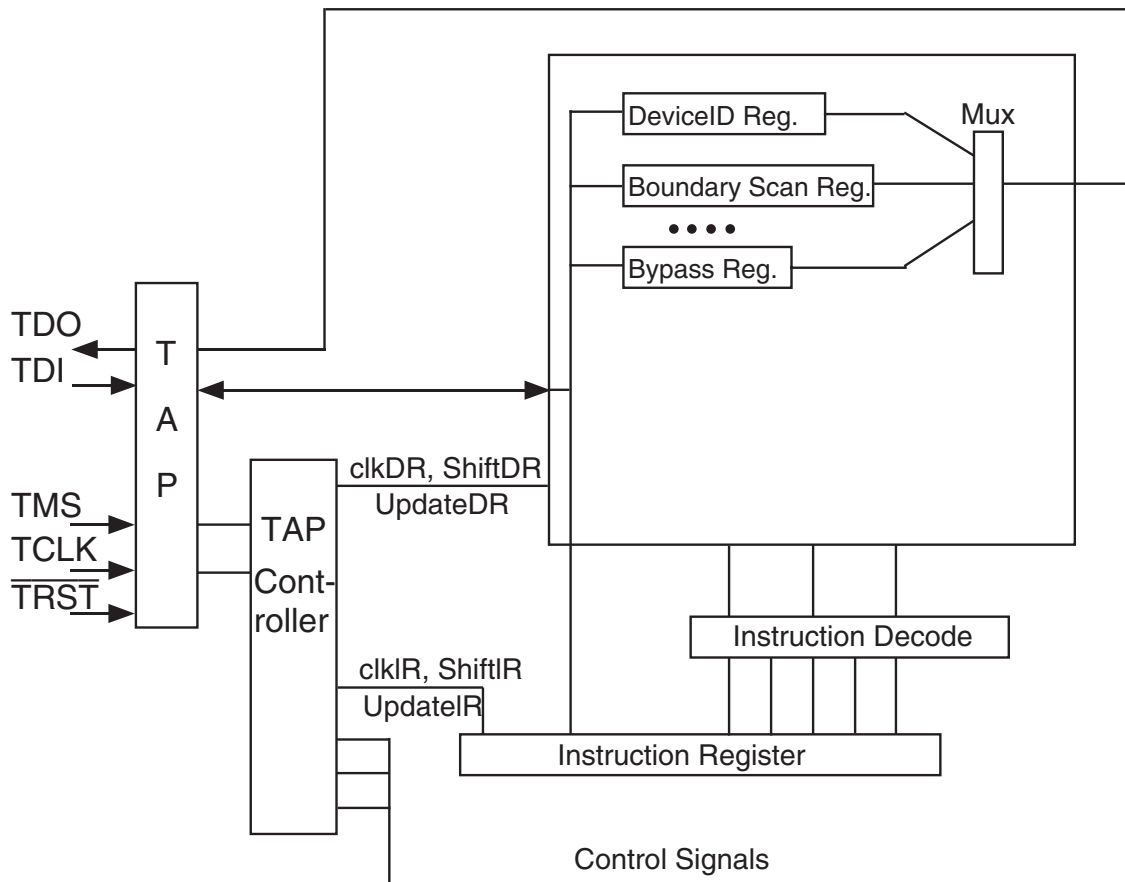 DeviceID Reg.
Mux
Boundary Scan Reg.
Bypass Reg.
TDO
TDI
T
A
P
TMS
TCLK
TRST
TAP
Cont-
roller
clkDR, ShiftDR
UpdateDR
Instruction Decode
clkIR, ShiftIR
UpdateIR
Instruction Register
Control Signals